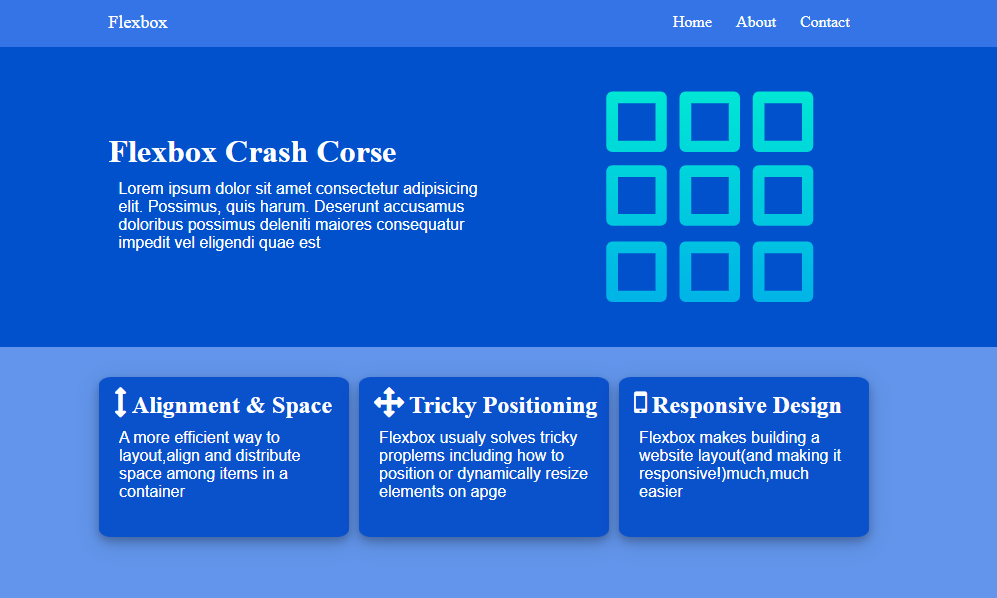 Flexbox
Home About Contact
Flexbox Crash Corse
Lorem ipsum dolor sit amet consectetur adipisicing
elit. Possimus, quis harum. Deserunt accusamus
doloribus possimus deleniti maiores consequatur
impedit vel eligendi quae est
Alignment & Space
A more efficient way to
layout,align and distribute
space among items in a
container
Tricky Positioning
Flexbox usualy solves tricky
proplems including how to
position or dynamically resize
elements on apge
Responsive Design
Flexbox makes building a
website layout(and making it
responsive!)much,much
easier